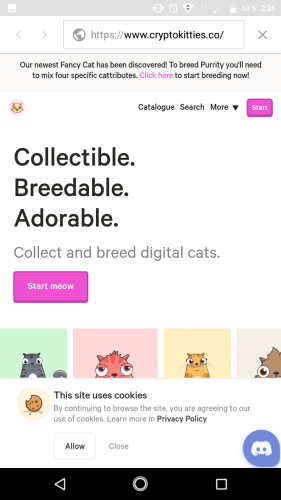 53 % 2:26
https://www.cryptokitties.co/
Our newest Fancy Cat has been discovered! To breed Purrity you'll need
to mix four specific cattributes. Click here to start breeding now!
Catalogue Search More ▼ Start
Collectible.
Breedable.
Adorable.
Collect and breed digital cats.
Start meow
This site uses cookies
By continuing to browse the site, you are agreeing to our
use of cookies. Learn more in Privacy Policy
Allow Close